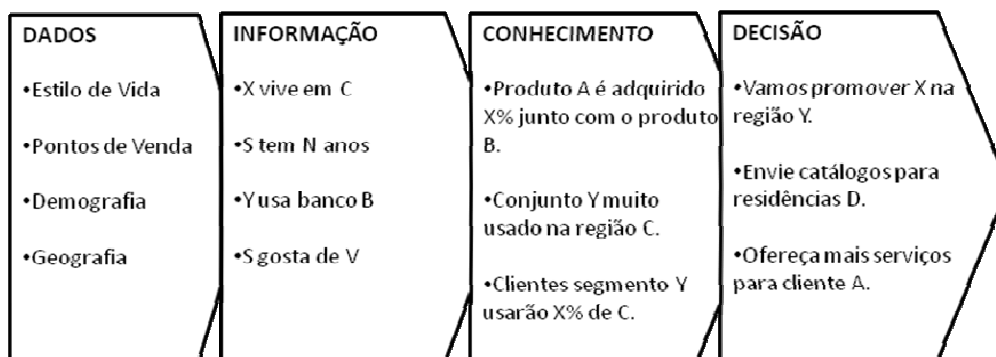 DADOS
•Estilo de Vida
•Pontos de Venda
•Demografia
•Geografia
INFORMAÇÃO
•X vive em C
•S tem N anos
•Y usa banco B
•S gosta de V
CONHECIMENTO
•Produto A é adquirido
X% junto com o produto
B.
•Conjunto Y muito
usado na região C.
•Clientes segmento Y
usarão X% de C.
DECISÃO
•Vamos promover X na
região Y.
•Envie catálogos para
residências D.
•Ofereça mais serviços
para cliente A.